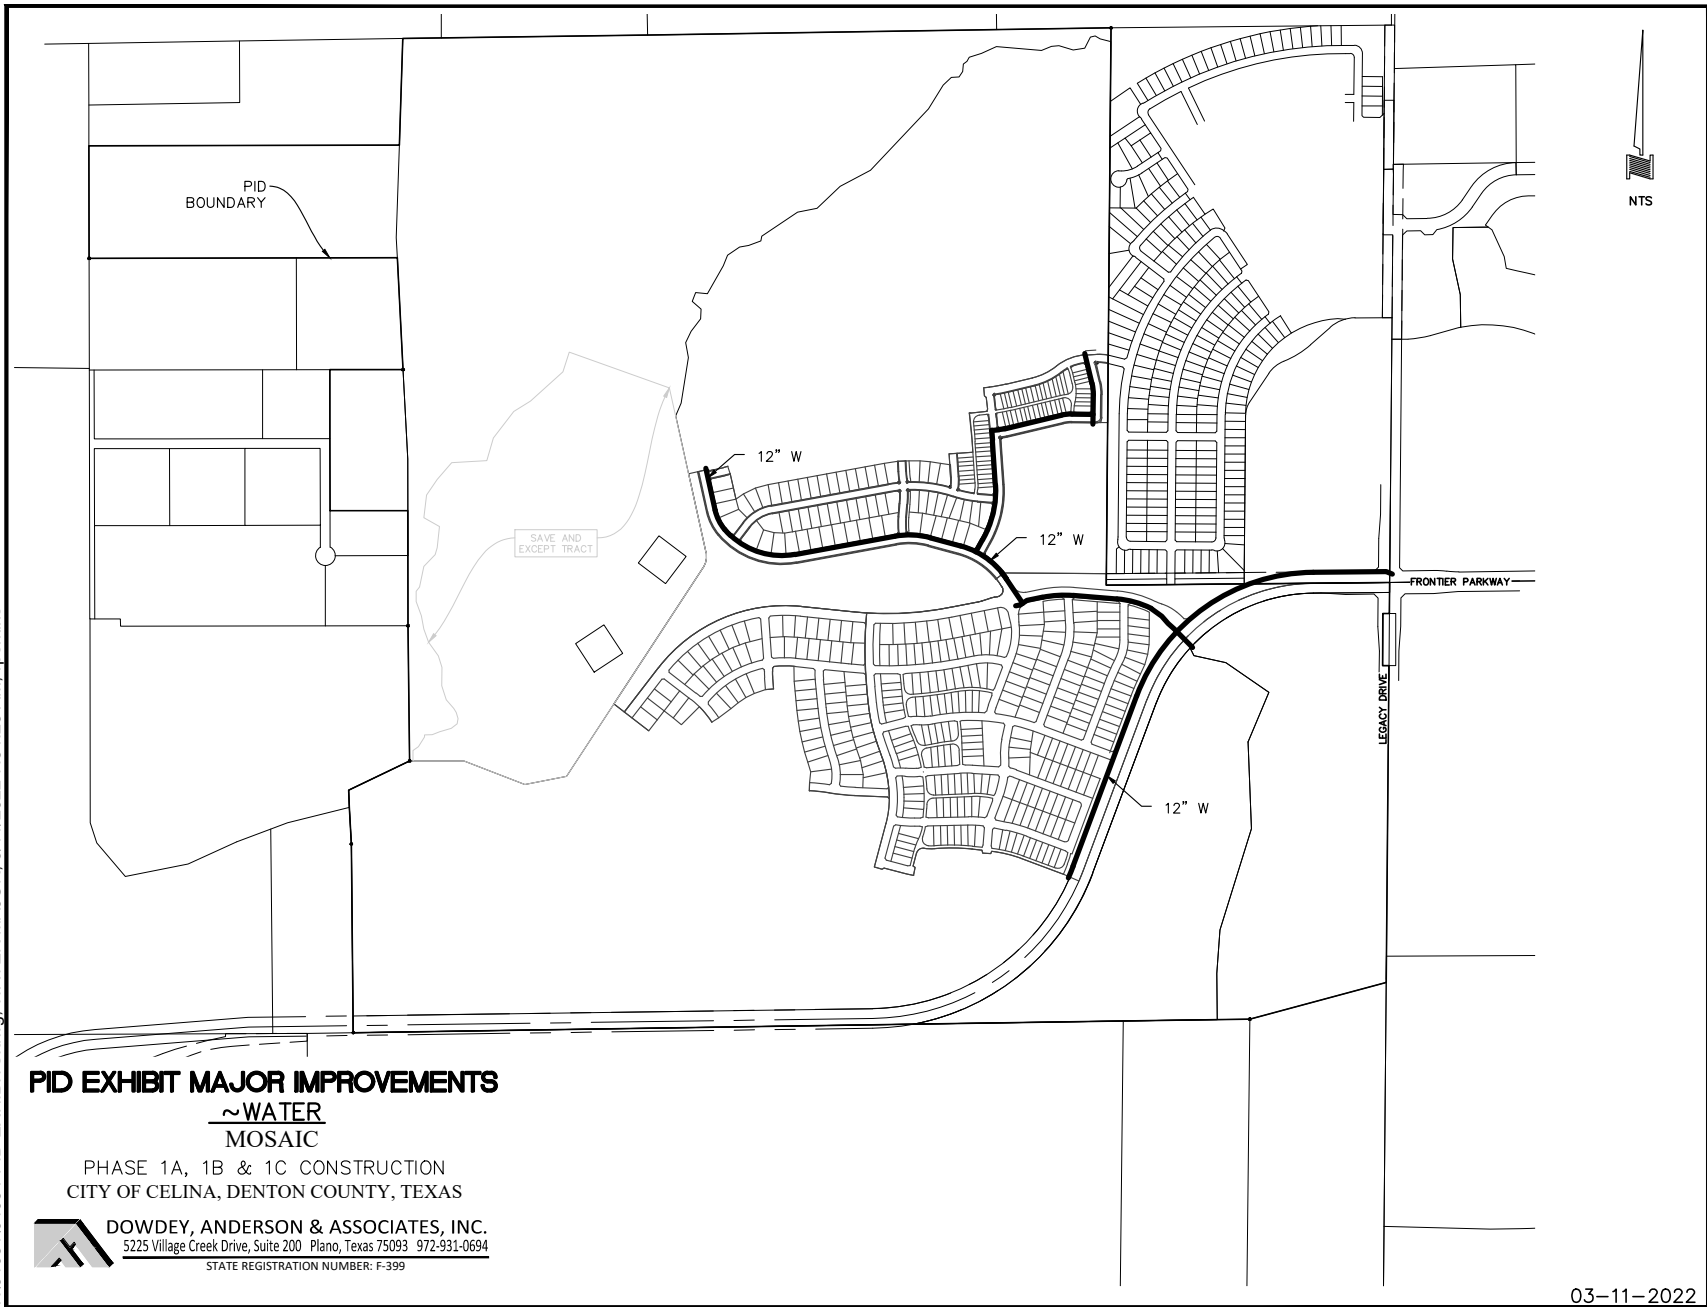 PID
BOUNDARY
NTS
12" W
SAVE AND
EXCEPT TRACT
12" W
FRONTIER PARKWAY
LEGACY DRIVE
12" W
PID EXHIBIT MAJOR IMPROVEMENTS
~WATER
MOSAIC
PHASE 1A, 1B & 1C CONSTRUCTION
CITY OF CELINA, DENTON COUNTY, TEXAS
DOWDEY, ANDERSON & ASSOCIATES, INC.
5225 Village Creek Drive, Suite 200 Plano, Texas 75093 972-931-0694
STATE REGISTRATION NUMBER: F-399
03-11-2022